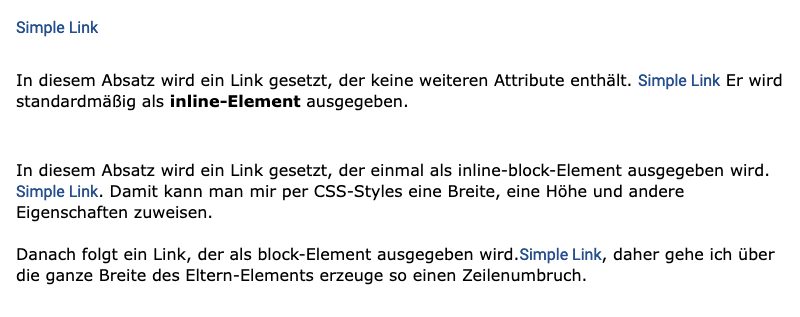 Simple Link
In diesem Absatz wird ein Link gesetzt, der keine weiteren Attribute enthält. Simple Link Er wird
standardmäßig als inline-Element ausgegeben.
In diesem Absatz wird ein Link gesetzt, der einmal als inline-block-Element ausgegeben wird.
Simple Link. Damit kann man mir per CSS-Styles eine Breite, eine Höhe und andere
Eigenschaften zuweisen.
Danach folgt ein Link, der als block-Element ausgegeben wird.Simple Link, daher gehe ich über
die ganze Breite des Eltern-Elements erzeuge so einen Zeilenumbruch.